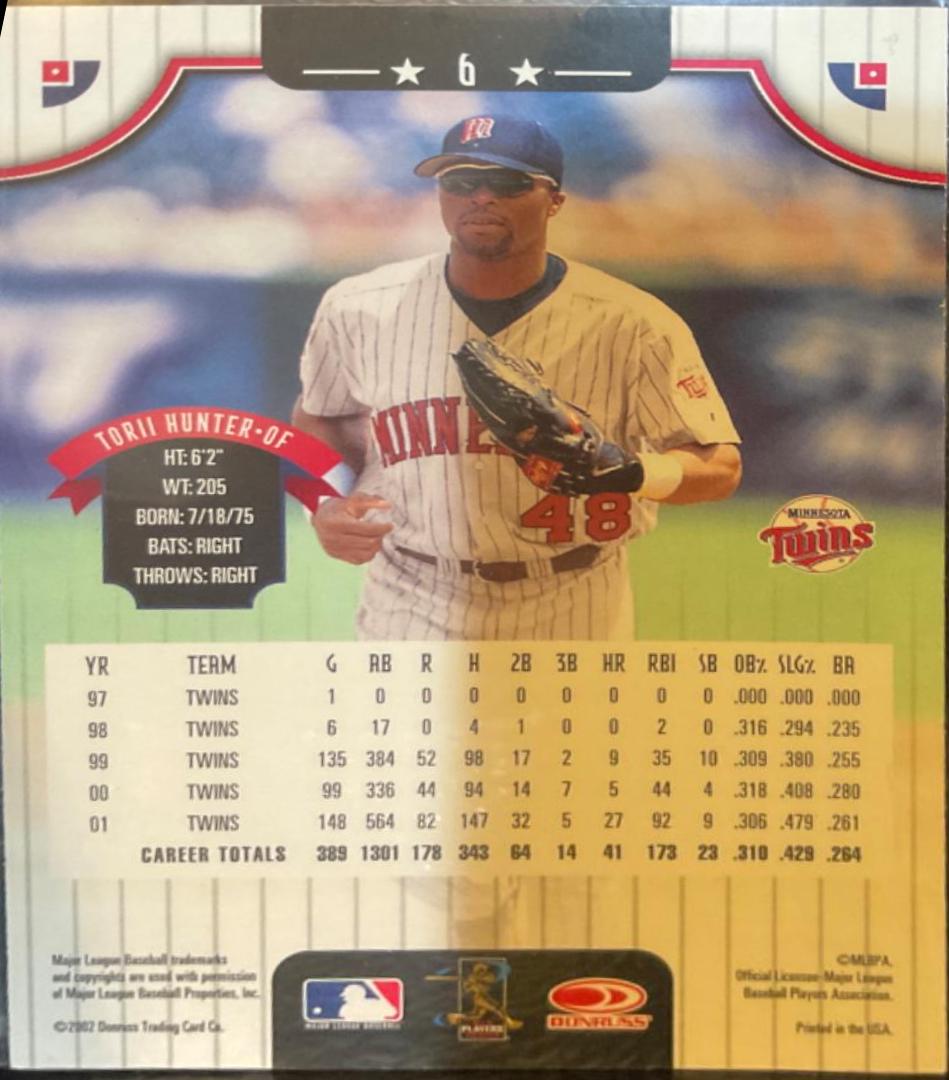 6
M
TORII HUNTER-OF
HT: 6'2"
WT: 205
BORN: 7/18/75
BATS: RIGHT
THROWS: RIGHT
MINNE
48
MINNESOTA
Twins
YR TERM G AB R H 2B 3B HR RBI SB OB% SLG% BA
97 TWINS 1 0 0 0 0 0 0 0 0 .000 .000 .000
98 TWINS 6 17 0 4 1 0 0 2 0 .316 .294 .235
99 TWINS 135 384 52 98 17 2 9 35 10 .309 .380 .255
00 TWINS 99 336 44 94 14 7 5 44 4 .318 .408 .280
01 TWINS 148 564 82 147 32 5 27 92 9 .306 .479 .261
CAREER TOTALS 389 1301 178 343 64 14 41 173 23 .310 .429 .264
Major League Baseball trademarks
and copyrights are used with permission
of Major League Baseball Properties, Inc.
©2002 Donruss Trading Card Co.
MAJOR LEAGUE BASEBALL
PLAYERS
DONRUSS
©MLBPA,
Official Licensee-Major League
Baseball Players Association.
Printed in the USA.